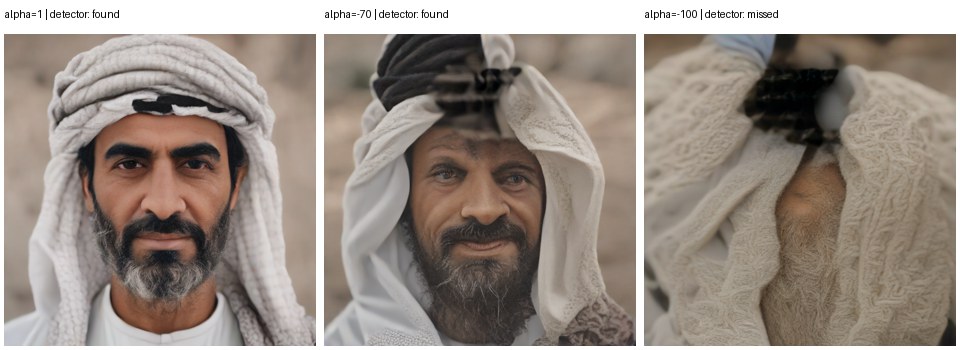 alpha=1 | detector: found
alpha=-70 | detector: found
alpha=-100 | detector: missed